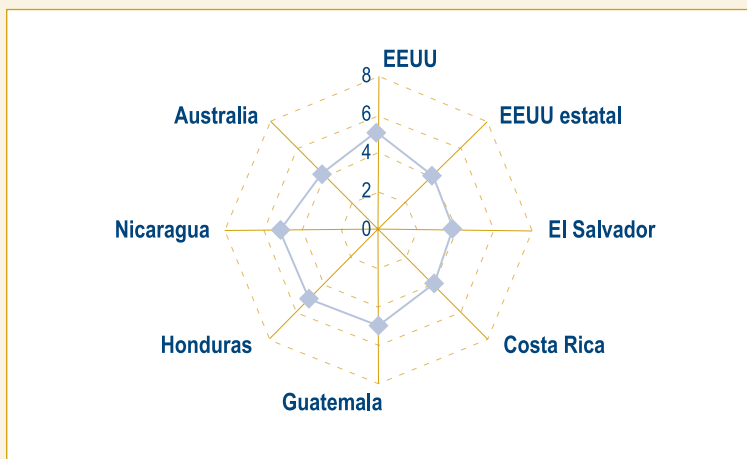 EEUU
8
Australia
6
EEUU estatal
4
2
Nicaragua
0
El Salvador
Honduras
Costa Rica
Guatemala